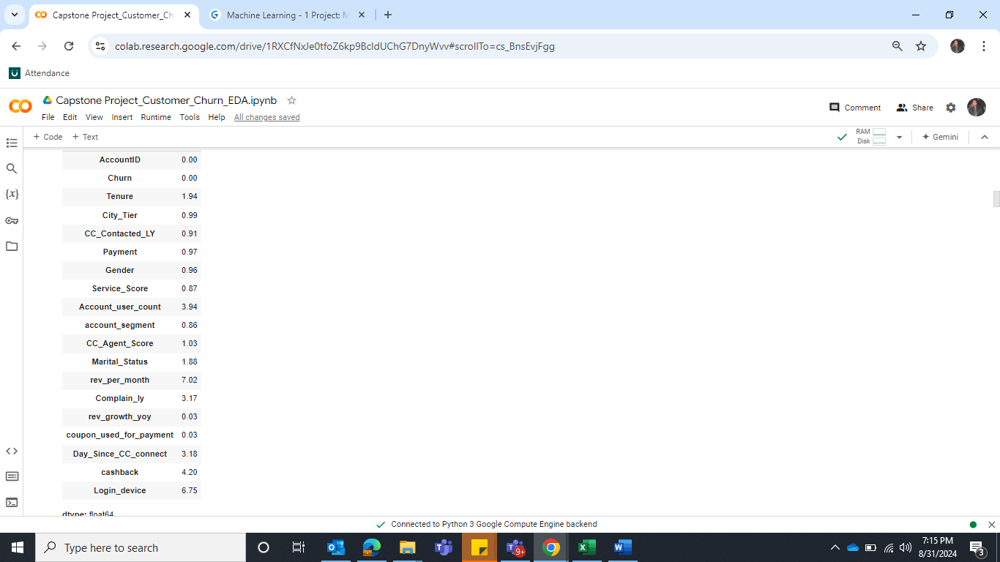 Capstone Project_Customer_Ch
Machine Learning - 1 Project: M
colab.research.google.com/drive/1RXCfNxJe0tfoZ6kp9BcldUChG7DnyWvv#scrollTo=cs_BnsEvjFgg
Attendance
Capstone Project_Customer_Churn_EDA.ipynb
File Edit View Insert Runtime Tools Help All changes saved
Comment Share
+ Code + Text
RAM
Disk
Gemini
AccountID 0.00
Churn 0.00
Tenure 1.94
City_Tier 0.99
CC_Contacted_LY 0.91
Payment 0.97
Gender 0.96
Service_Score 0.87
Account_user_count 3.94
account_segment 0.86
CC_Agent_Score 1.03
Marital_Status 1.88
rev_per_month 7.02
Complain_ly 3.17
rev_growth_yoy 0.03
coupon_used_for_payment 0.03
Day_Since_CC_connect 3.18
cashback 4.20
Login_device 6.75
dtype: float64
Connected to Python 3 Google Compute Engine backend
Type here to search
9+
7:15 PM
8/31/2024
3